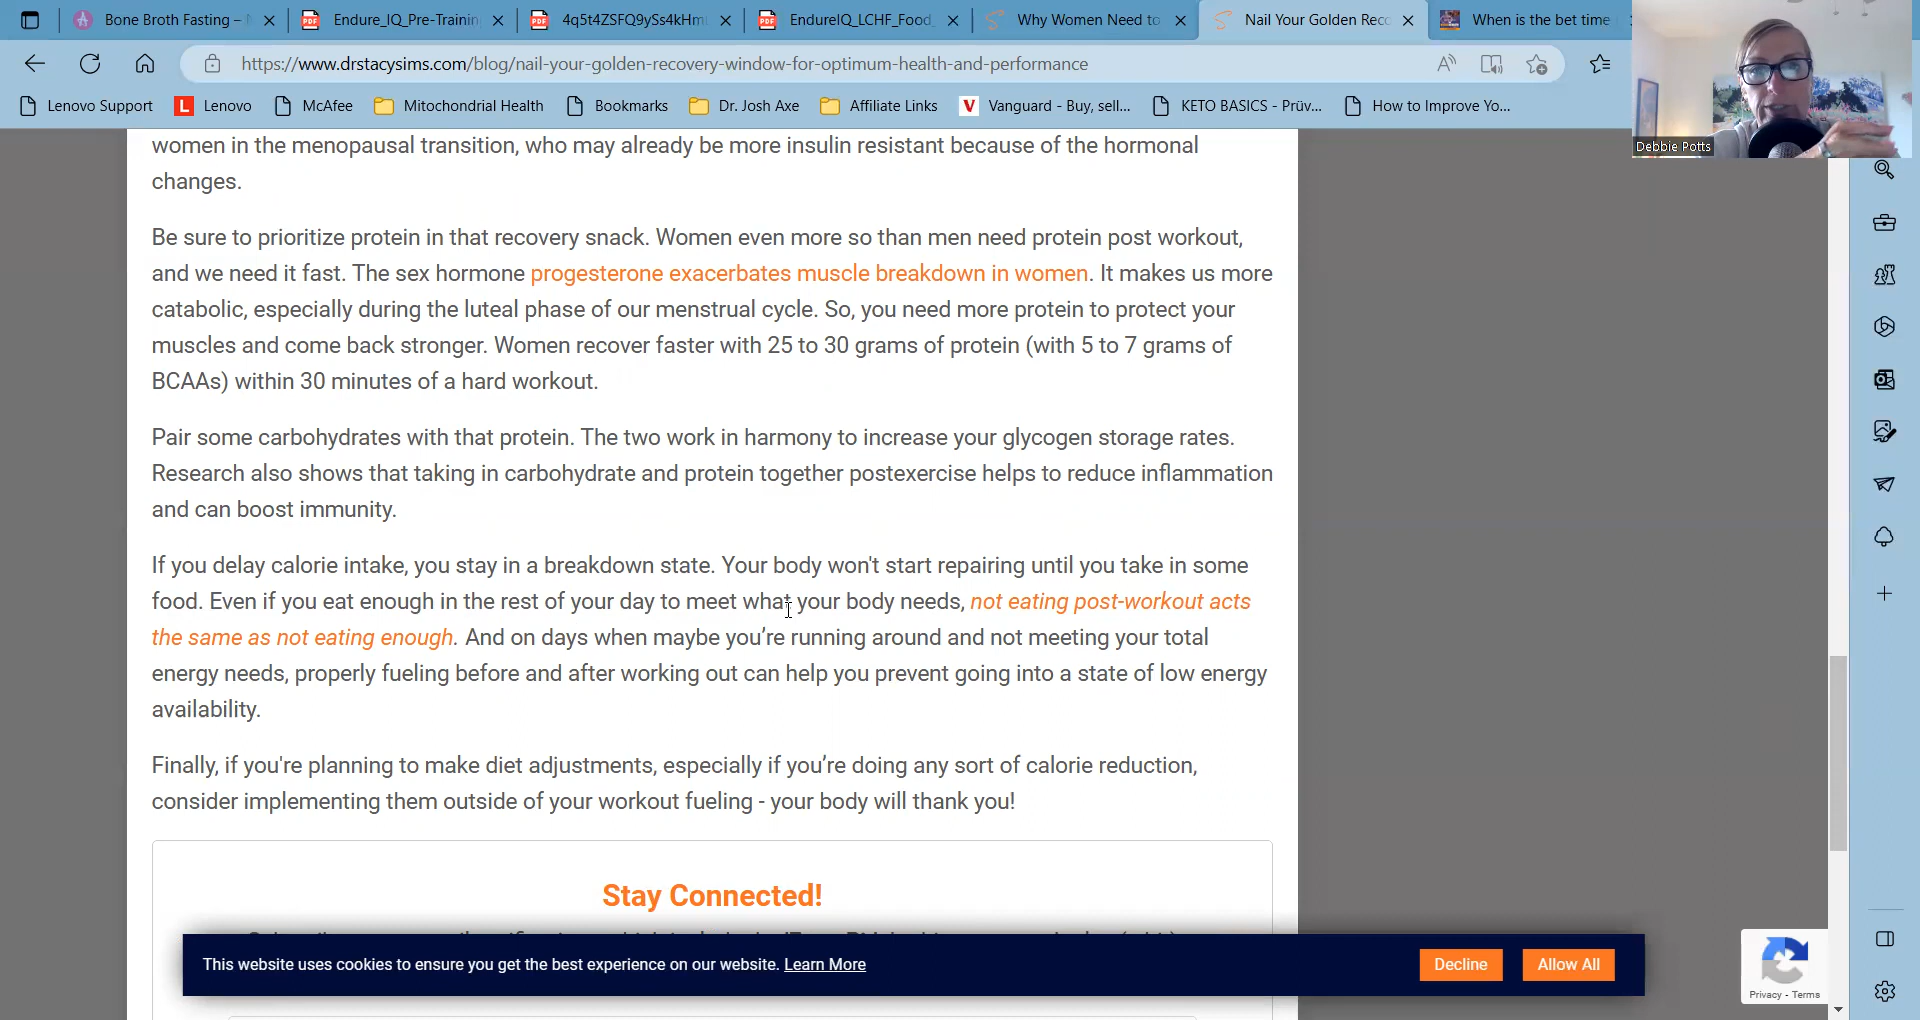 Bone Broth Fasting –
Endure_IQ_Pre-Trainin
4q5t4ZSFQ9ySs4kHm
EndureIQ_LCHF_Food_
Why Women Need to
Nail Your Golden Rec
When is the bet time
https://www.drstacysims.com/blog/nail-your-golden-recovery-window-for-optimum-health-and-performance
Lenovo Support
L Lenovo
McAfee
Mitochondrial Health
Bookmarks
Dr. Josh Axe
Affiliate Links
V Vanguard - Buy, sell...
KETO BASICS - Prüv...
How to Improve Yo...
Debbie Potts
women in the menopausal transition, who may already be more insulin resistant because of the hormonal
changes.
Be sure to prioritize protein in that recovery snack. Women even more so than men need protein post workout,
and we need it fast. The sex hormone progesterone exacerbates muscle breakdown in women. It makes us more
catabolic, especially during the luteal phase of our menstrual cycle. So, you need more protein to protect your
muscles and come back stronger. Women recover faster with 25 to 30 grams of protein (with 5 to 7 grams of
BCAAs) within 30 minutes of a hard workout.
Pair some carbohydrates with that protein. The two work in harmony to increase your glycogen storage rates.
Research also shows that taking in carbohydrate and protein together postexercise helps to reduce inflammation
and can boost immunity.
If you delay calorie intake, you stay in a breakdown state. Your body won't start repairing until you take in some
food. Even if you eat enough in the rest of your day to meet what your body needs, not eating post-workout acts
the same as not eating enough. And on days when maybe you’re running around and not meeting your total
energy needs, properly fueling before and after working out can help you prevent going into a state of low energy
availability.
Finally, if you're planning to make diet adjustments, especially if you’re doing any sort of calorie reduction,
consider implementing them outside of your workout fueling - your body will thank you!
Stay Connected!
This website uses cookies to ensure you get the best experience on our website. Learn More
Decline
Allow All
Privacy - Terms